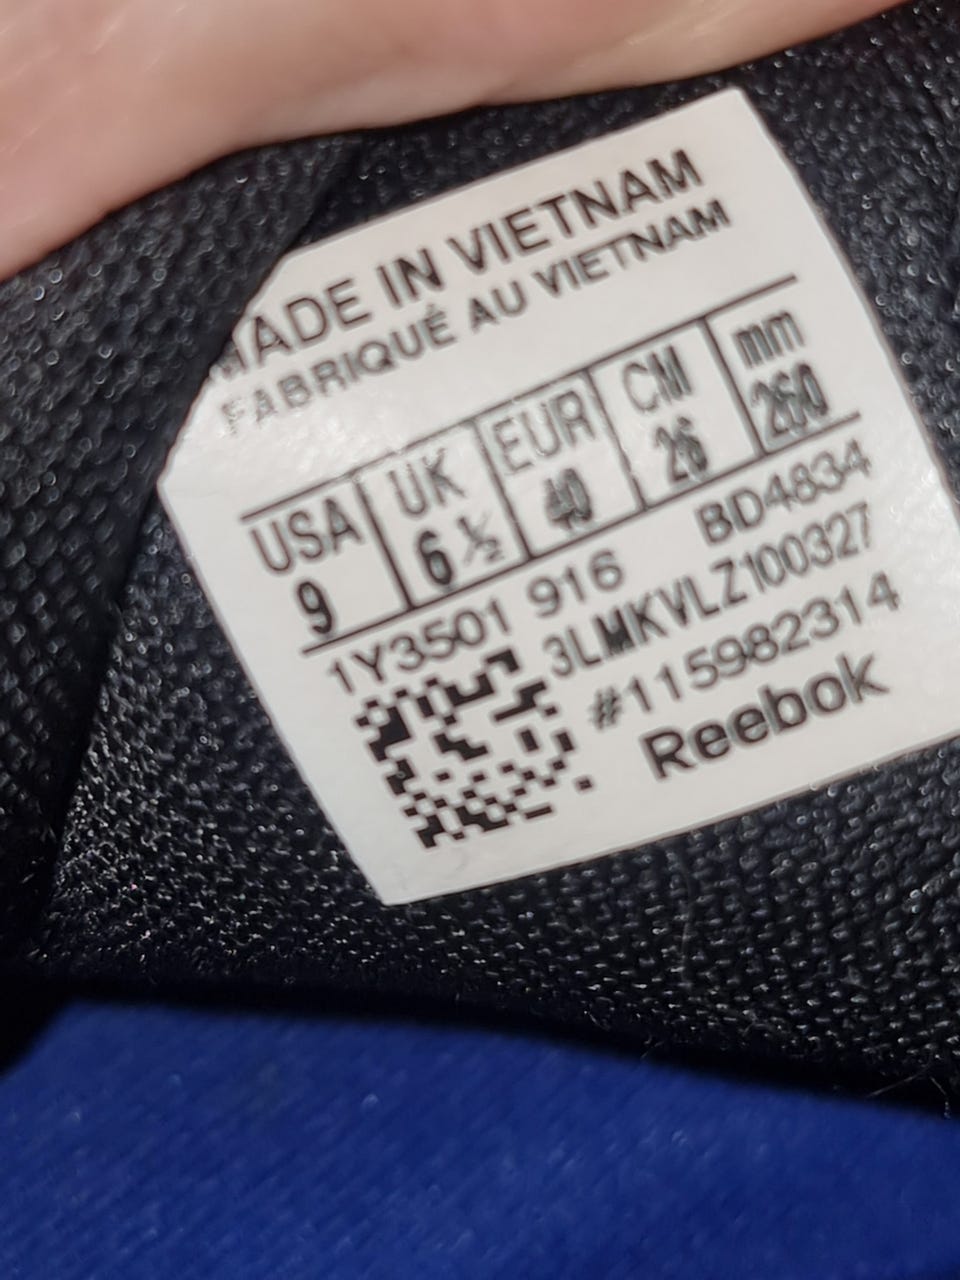 MADE IN VIETNAM
FABRIQUÉ AU VIETNAM
USA UK EUR CM mm
9 6 ½ 40 26 260
1Y3501 916 BD4834
3LMKVLZ100327
#115982314
Reebok